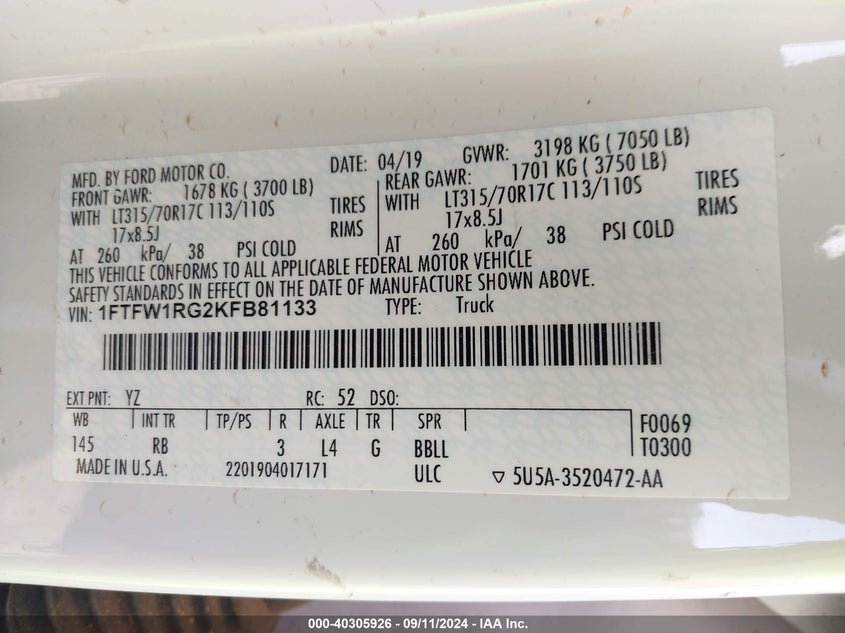 MFD. BY FORD MOTOR CO. DATE: 04/19 GVWR: 3198 KG ( 7050 LB)
FRONT GAWR: 1678 KG ( 3700 LB) REAR GAWR: 1701 KG ( 3750 LB)
WITH LT315/70R17C 113/110S TIRES WITH LT315/70R17C 113/110S TIRES
17x8.5J RIMS 17x8.5J RIMS
AT 260 kPa/ 38 PSI COLD AT 260 kPa/ 38 PSI COLD
THIS VEHICLE CONFORMS TO ALL APPLICABLE FEDERAL MOTOR VEHICLE
SAFETY STANDARDS IN EFFECT ON THE DATE OF MANUFACTURE SHOWN ABOVE.
VIN: 1FTFW1RG2KFB81133 TYPE: Truck
EXT PNT: YZ RC: 52 DSO:
WB INT TR TP/PS R AXLE TR SPR F0069
145 RB 3 L4 G BBLL T0300
MADE IN U.S.A. 2201904017171 ULC ▽ 5U5A-3520472-AA
000-40305926 - 09/11/2024 - IAA Inc.